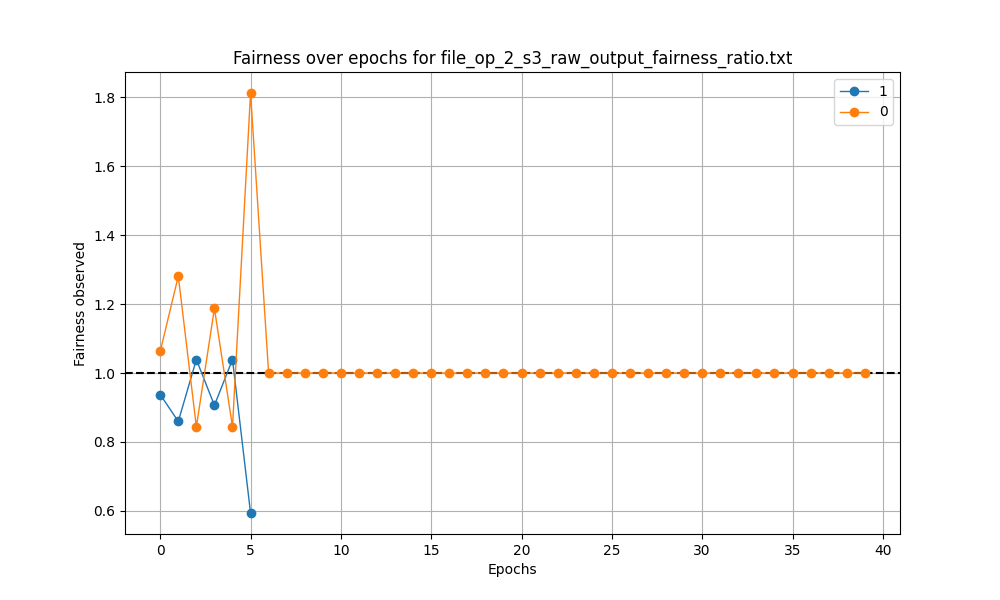 Fairness over epochs for file_op_2_s3_raw_output_fairness_ratio.txt
1
0
1.8
1.6
1.4
1.2
1.0
0.8
0.6
Fairness observed
0 5 10 15 20 25 30 35 40
Epochs